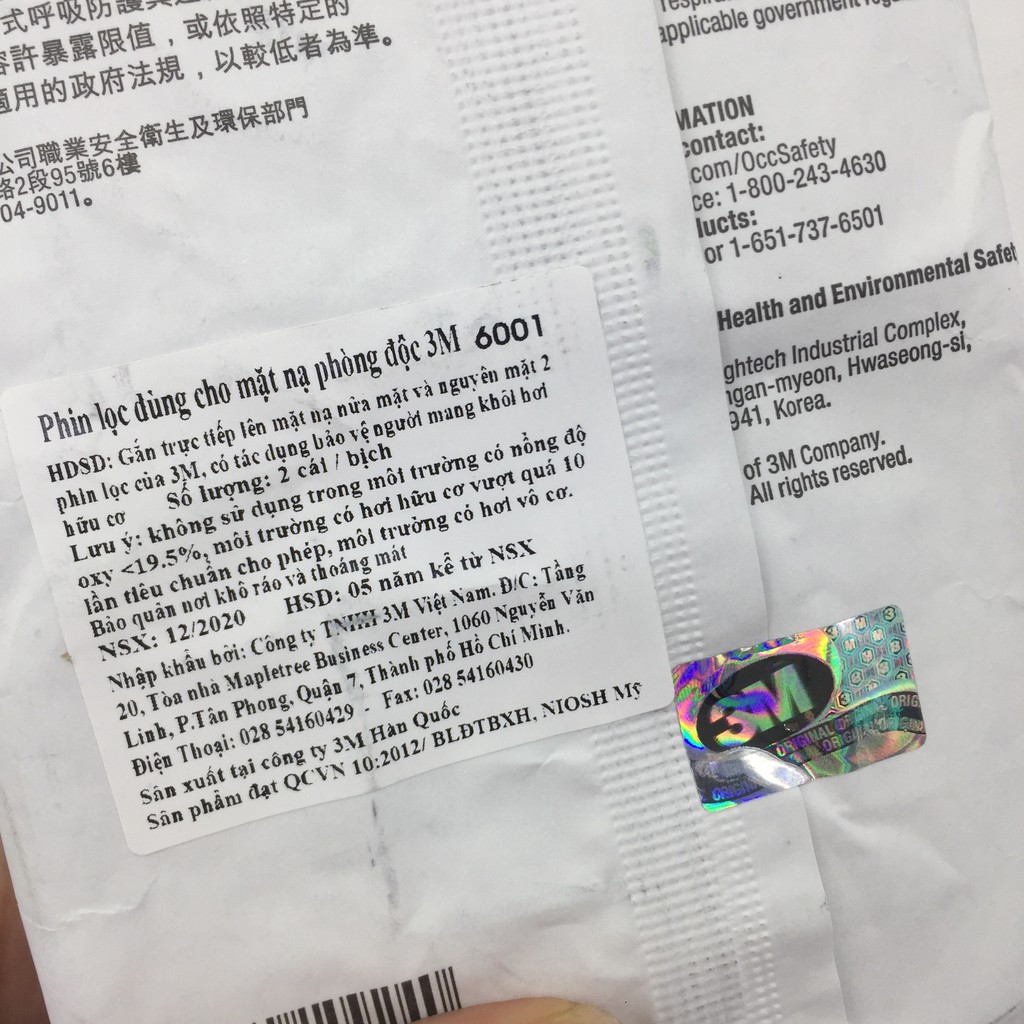 式呼吸防護具
容許暴露限值，或依照特定的
適用的政府法規，以較低者為準。
公司職業安全衛生及環保部門
路2段95號6樓
04-9011。
applicable government
MATION
contact:
com/OccSafety
ce: 1-800-243-4630
ducts:
or 1-651-737-6501
Health and Environmental Safet
ghtech Industrial Complex,
ngan-myeon, Hwaseong-si,
941, Korea.
of 3M Company.
All rights reserved.
Phin lọc dùng cho mặt nạ phòng độc 3M 6001
HDSD: Gắn trực tiếp lên mặt nạ nửa mặt và nguyên mặt 2
phin lọc của 3M, có tác dụng bảo vệ người mang khỏi hơi
hữu cơ Số lượng: 2 cái / bịch
Lưu ý: không sử dụng trong môi trường có nồng độ
oxy <19.5%, môi trường có hơi hữu cơ vượt quá 10
lần tiêu chuẩn cho phép, môi trường có hơi vô cơ.
Bảo quản nơi khô ráo và thoáng mát
NSX: 12/2020 HSD: 05 năm kể từ NSX
Nhập khẩu bởi: Công ty TNHH 3M Việt Nam. Đ/C: Tầng
20, Tòa nhà Mapletree Business Center, 1060 Nguyễn Văn
Linh, P.Tân Phong, Quận 7, Thành phố Hồ Chí Minh.
Điện Thoại: 028 54160429 - Fax: 028 54160430
Sản xuất tại công ty 3M Hàn Quốc
Sản phẩm đạt QCVN 10:2012/ BLĐTBXH, NIOSH Mỹ
3M
ORIGINAL